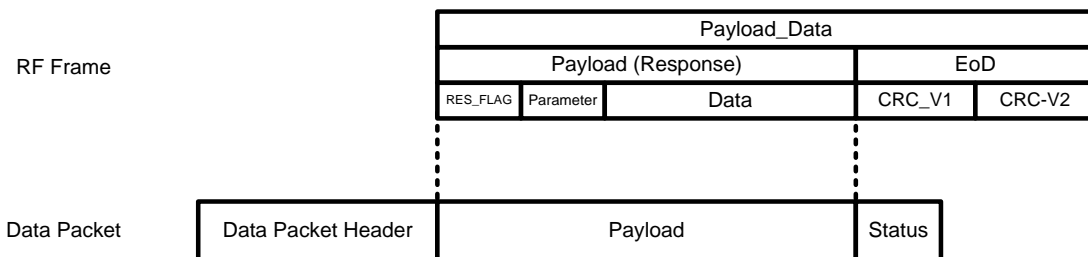 Payload_Data
RF Frame Payload (Response) EoD
RES_FLAG Parameter Data CRC_V1 CRC-V2
Data Packet Data Packet Header Payload Status